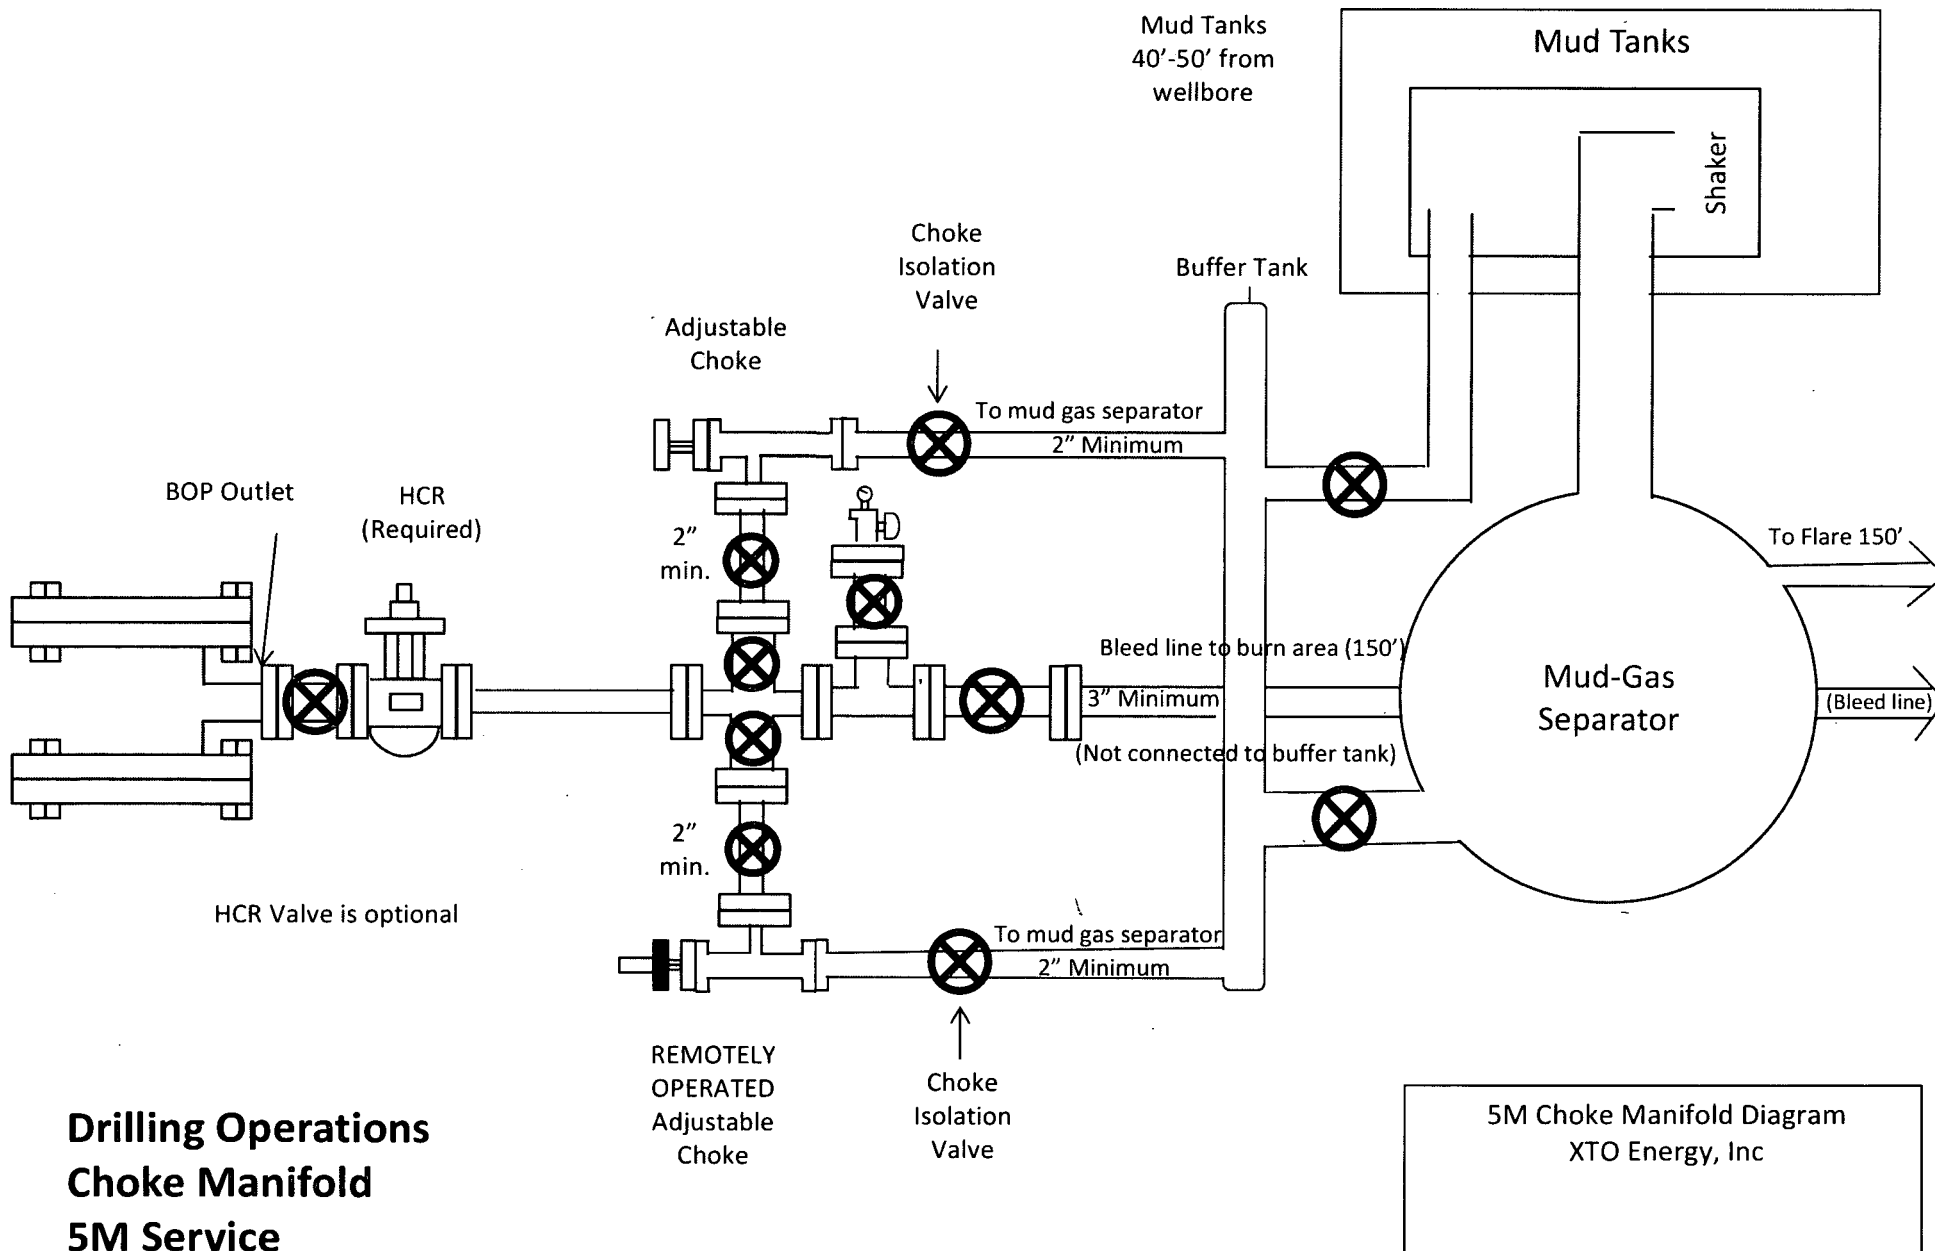 Mud Tanks
40’-50’ from
wellbore
Mud Tanks
Shaker
Choke
Isolation
Valve
Buffer Tank
Adjustable
Choke
To mud gas separator
2” Minimum
BOP Outlet
HCR
(Required)
2”
min.
To Flare 150’
Bleed line to burn area (150’)
3” Minimum
(Not connected to buffer tank)
Mud-Gas
Separator
(Bleed line)
2”
min.
HCR Valve is optional
To mud gas separator
2” Minimum
REMOTELY
OPERATED
Adjustable
Choke
Choke
Isolation
Valve
Drilling Operations
Choke Manifold
5M Service
5M Choke Manifold Diagram
XTO Energy, Inc